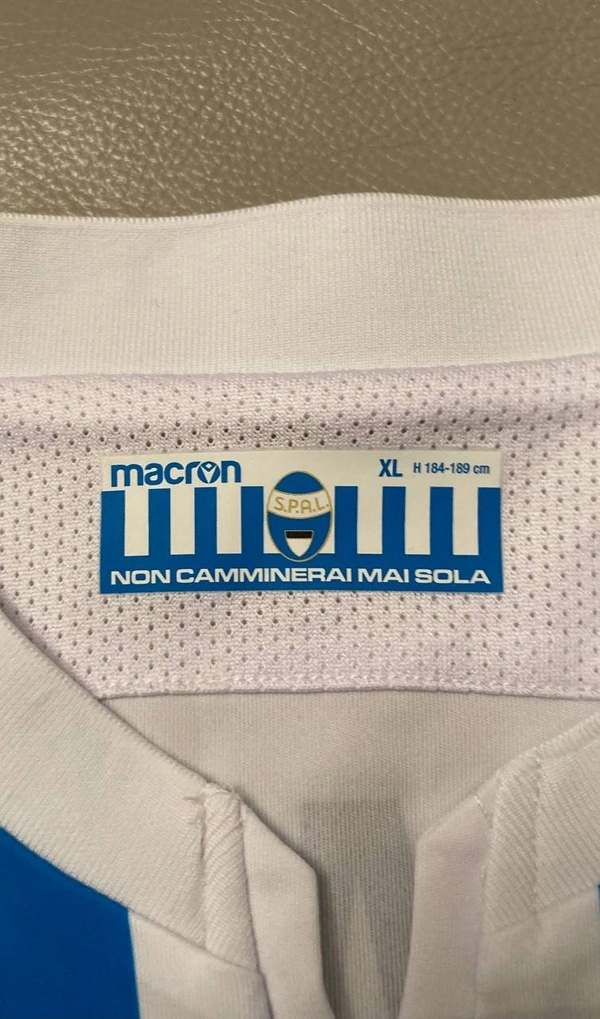 macron XL H 184-189 cm
S.P.A.L.
NON CAMMINERAI MAI SOLA